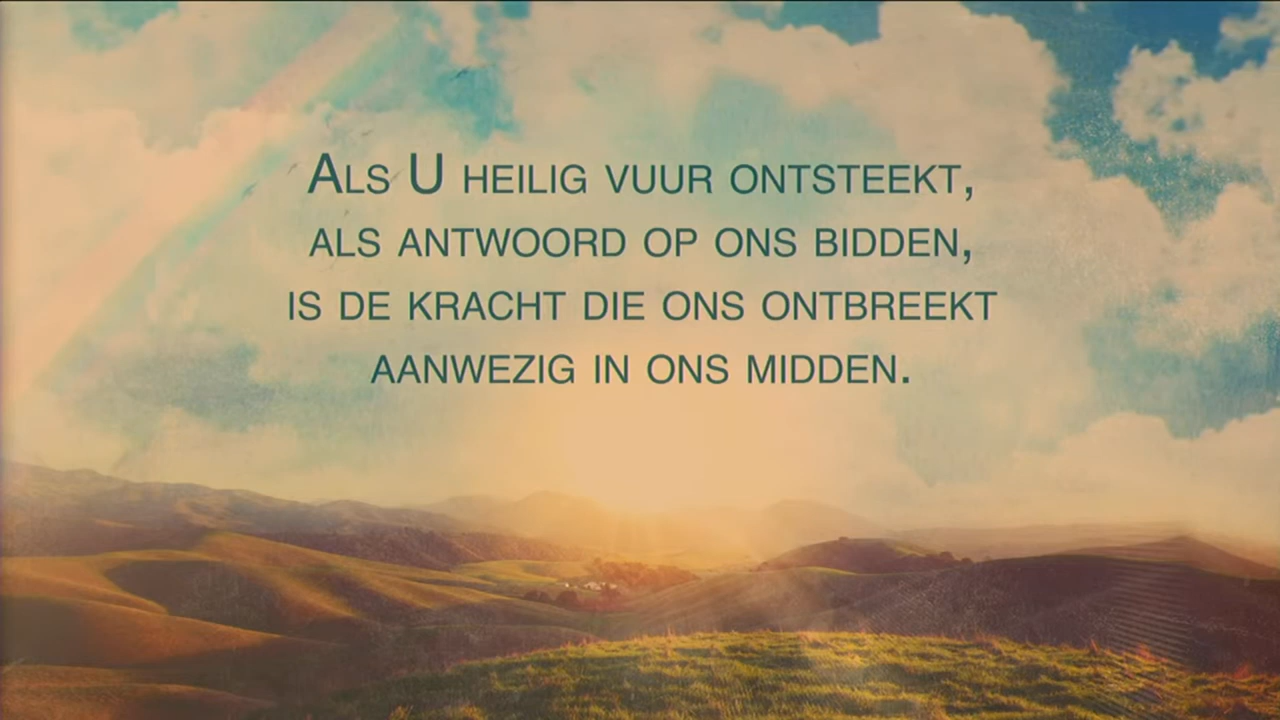 Als U heilig vuur ontsteekt,
als antwoord op ons bidden,
is de kracht die ons ontbreekt
aanwezig in ons midden.